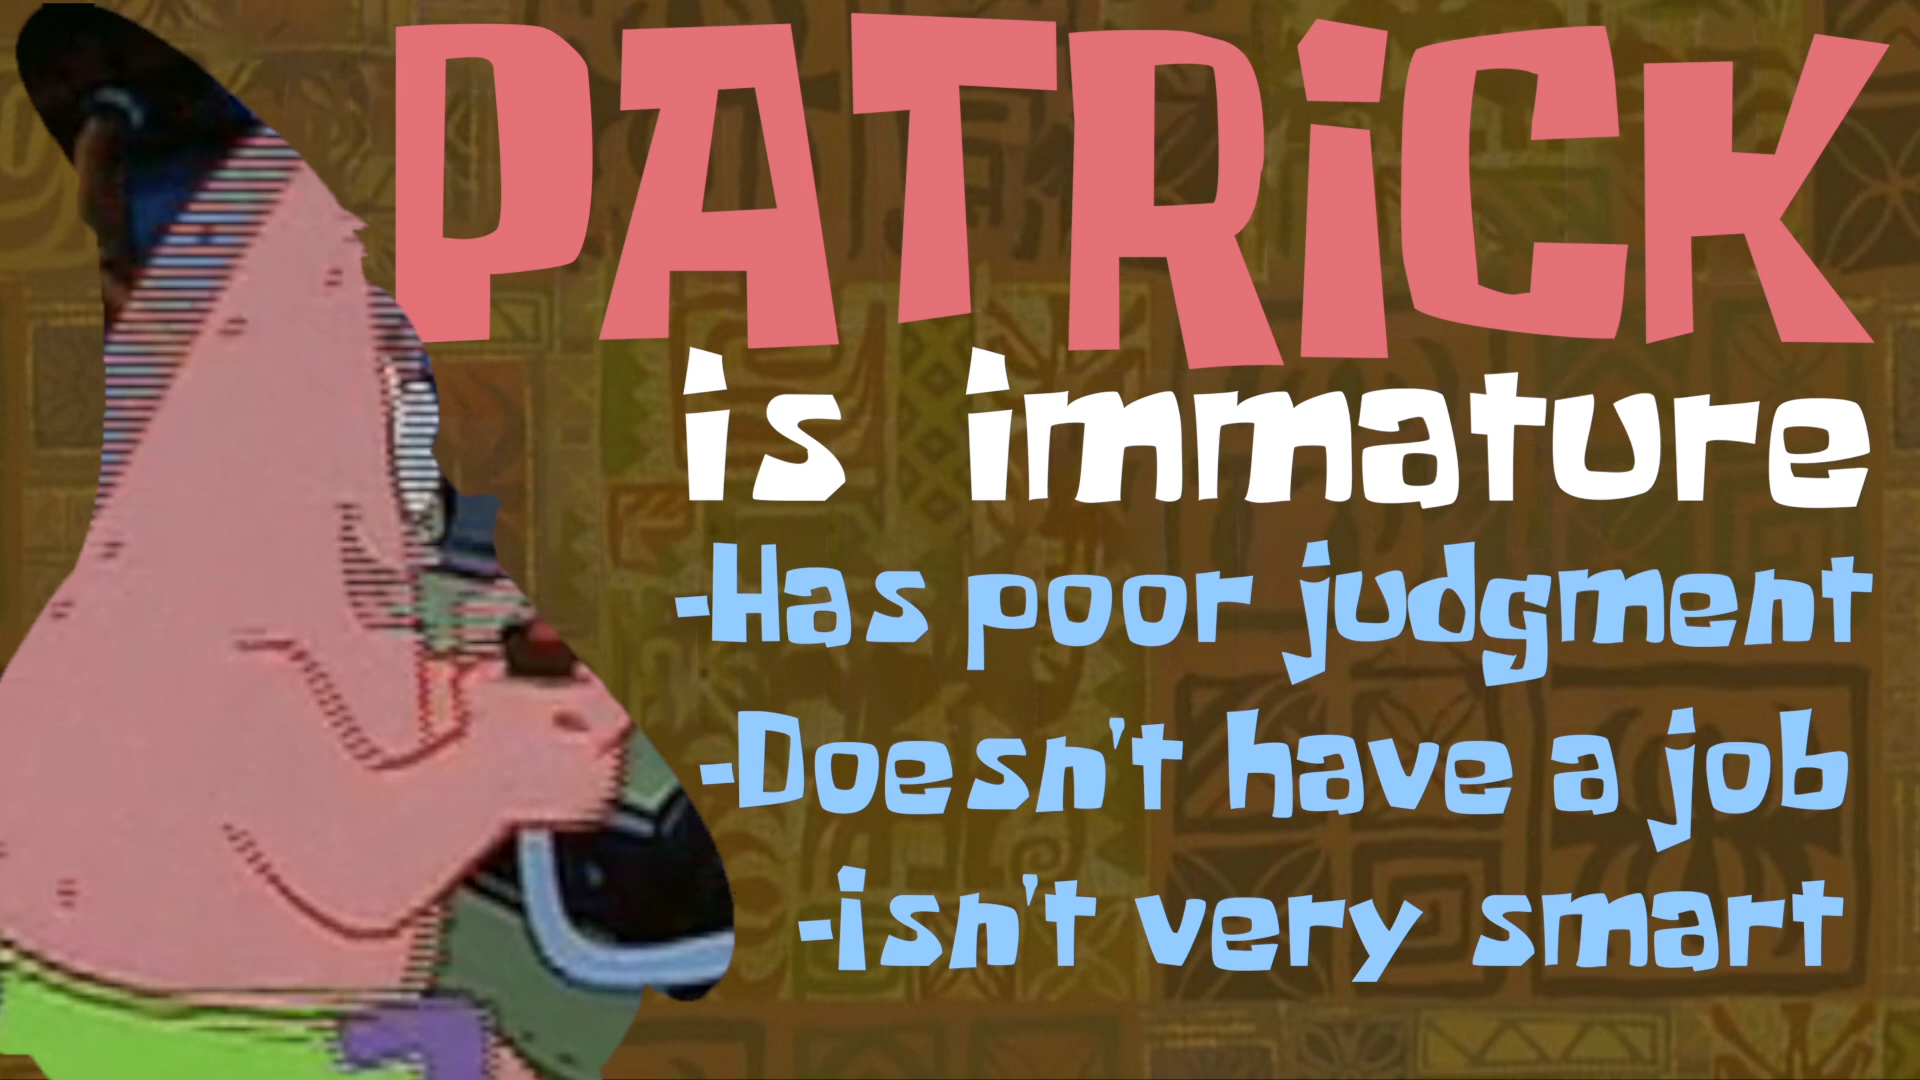 PATRiCK
is immature
-Has poor judgment
-Doesn't have a job
-isn't very smart